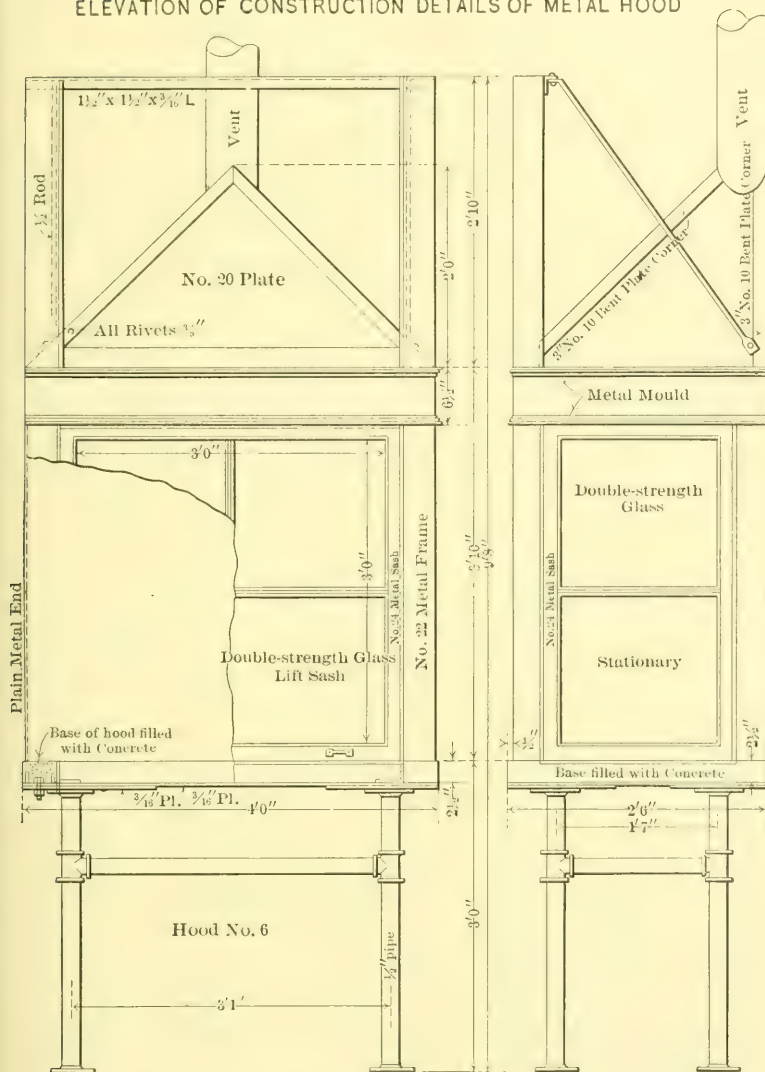 ELEVATION OF CONSTRUCTION DETAILS OF METAL HOOD
1½"x 1½"x 3/16" L
Vent
½ Rod
No. 20 Plate
All Rivets
2'0"
2'10"
6½"
3'0"
3'0"
No. 24 Metal Sash
No. 22 Metal Frame
9'8"
Plain Metal End
Double-strength Glass
Lift Sash
Base of hood filled
with Concrete
3/16" Pl. 3/16" Pl.
4'0"
2½"
Hood No. 6
pipe
3'1'
3'0"
Vent
3" No. 10 Bent Plate Corner
3" No. 10 Bent Plate Corner
Metal Mould
Double-strength
Glass
No. 24 Metal Sash
Stationary
2½"
Base filled with Concrete
2'6"
1'7"